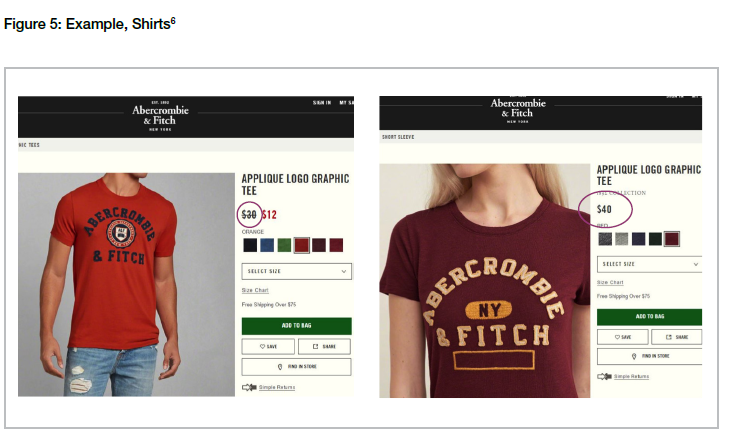 Figure 5: Example, Shirts6
EST. 1892
Abercrombie
& Fitch
NEW YORK
SIGN IN MY SA
HIC TEES
APPLIQUE LOGO GRAPHIC
TEE
$30 $12
ORANGE
SELECT SIZE
Size Chart
Free Shipping Over $75
ADD TO BAG
SAVE
SHARE
FIND IN STORE
Simple Returns
ABERCROMBIE
& FITCH
Abercrombie
& Fitch
NEW YORK
SHORT SLEEVE
APPLIQUE LOGO GRAPHIC
TEE
COLLECTION
$40
RED
SELECT SIZE
Size Chart
Free Shipping Over $75
ADD TO BAG
SAVE
SHARE
FIND IN STORE
Simple Returns
ABERCROMBIE
NY
& FITCH